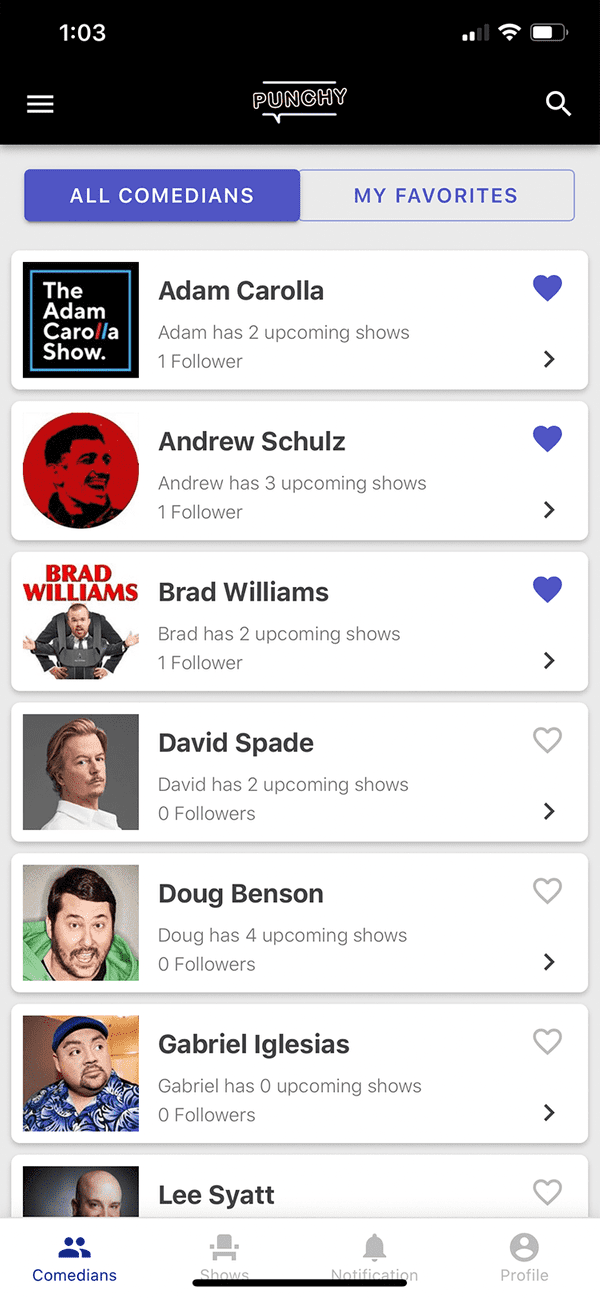 1:03
PUNCHY
ALL COMEDIANS
MY FAVORITES
The
Adam
Carolla
Show.
Adam Carolla
Adam has 2 upcoming shows
1 Follower
Andrew Schulz
Andrew has 3 upcoming shows
1 Follower
BRAD
WILLIAMS
Brad Williams
Brad has 2 upcoming shows
1 Follower
David Spade
David has 2 upcoming shows
0 Followers
Doug Benson
Doug has 4 upcoming shows
0 Followers
Gabriel Iglesias
Gabriel has 0 upcoming shows
0 Followers
Lee Syatt
Comedians
Shows
Notification
Profile